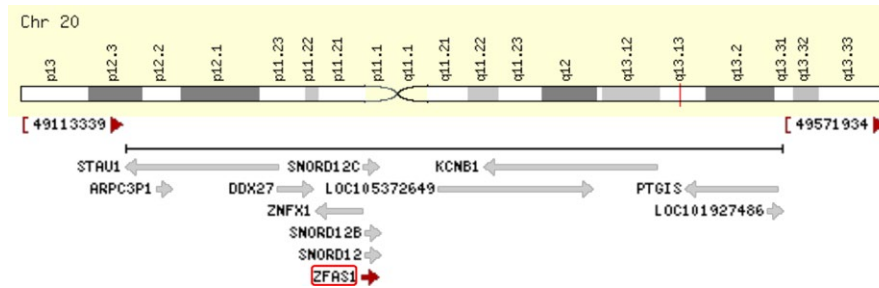 Chr 20
p13 p12.3 p12.2 p12.1 p11.23 p11.22 p11.21 p11.1 q11.1 q11.21 q11.22 q11.23 q12 q13.12 q13.13 q13.2 q13.31 q13.32 q13.33
[ 49113339 [ 49571934
STAU1 SNORD12C KCNB1
ARPC3P1 DDX27 LOC105372649 PTGIS
ZNFX1 LOC101927486
SNORD12B
SNORD12
ZFAS1